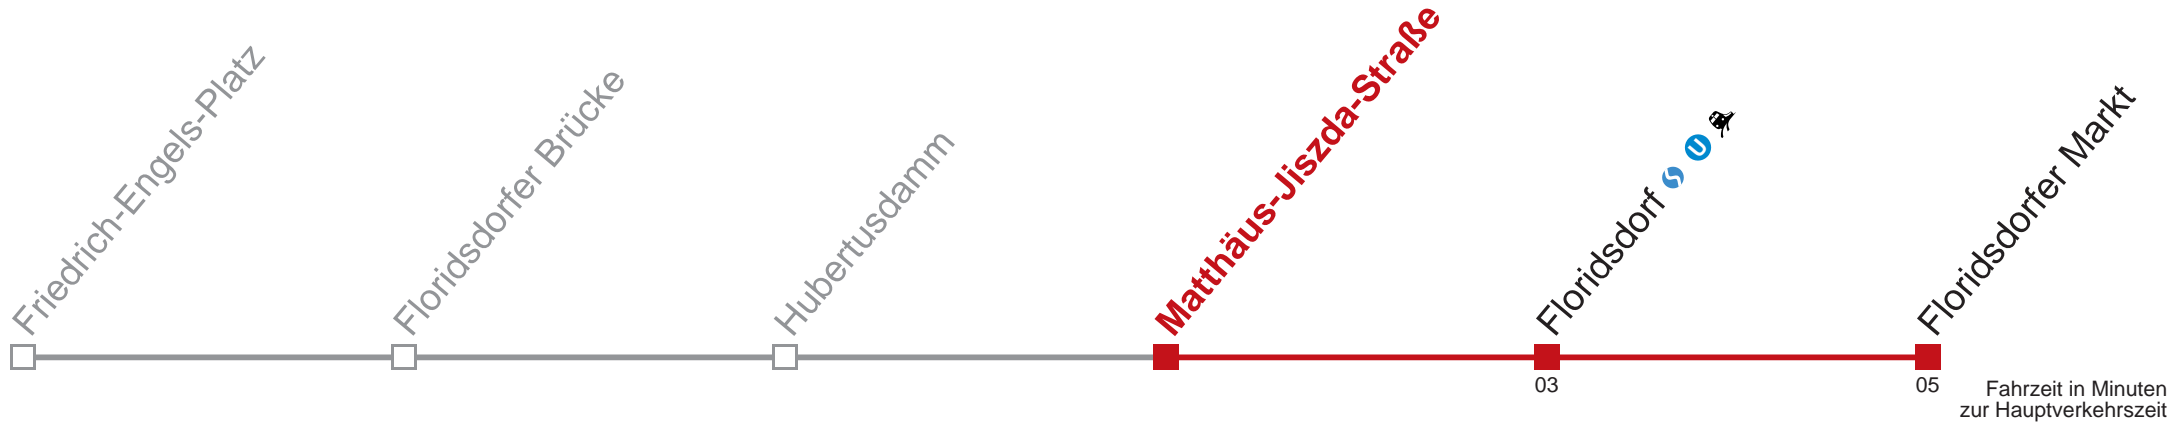 Friedrich-Engels-Platz
Floridsdorfer Brücke
Hubertusdamm
Matthäus-Jiszda-Straße
Floridsdorf S U
Floridsdorfer Markt
03
05
Fahrzeit in Minuten
zur Hauptverkehrszeit